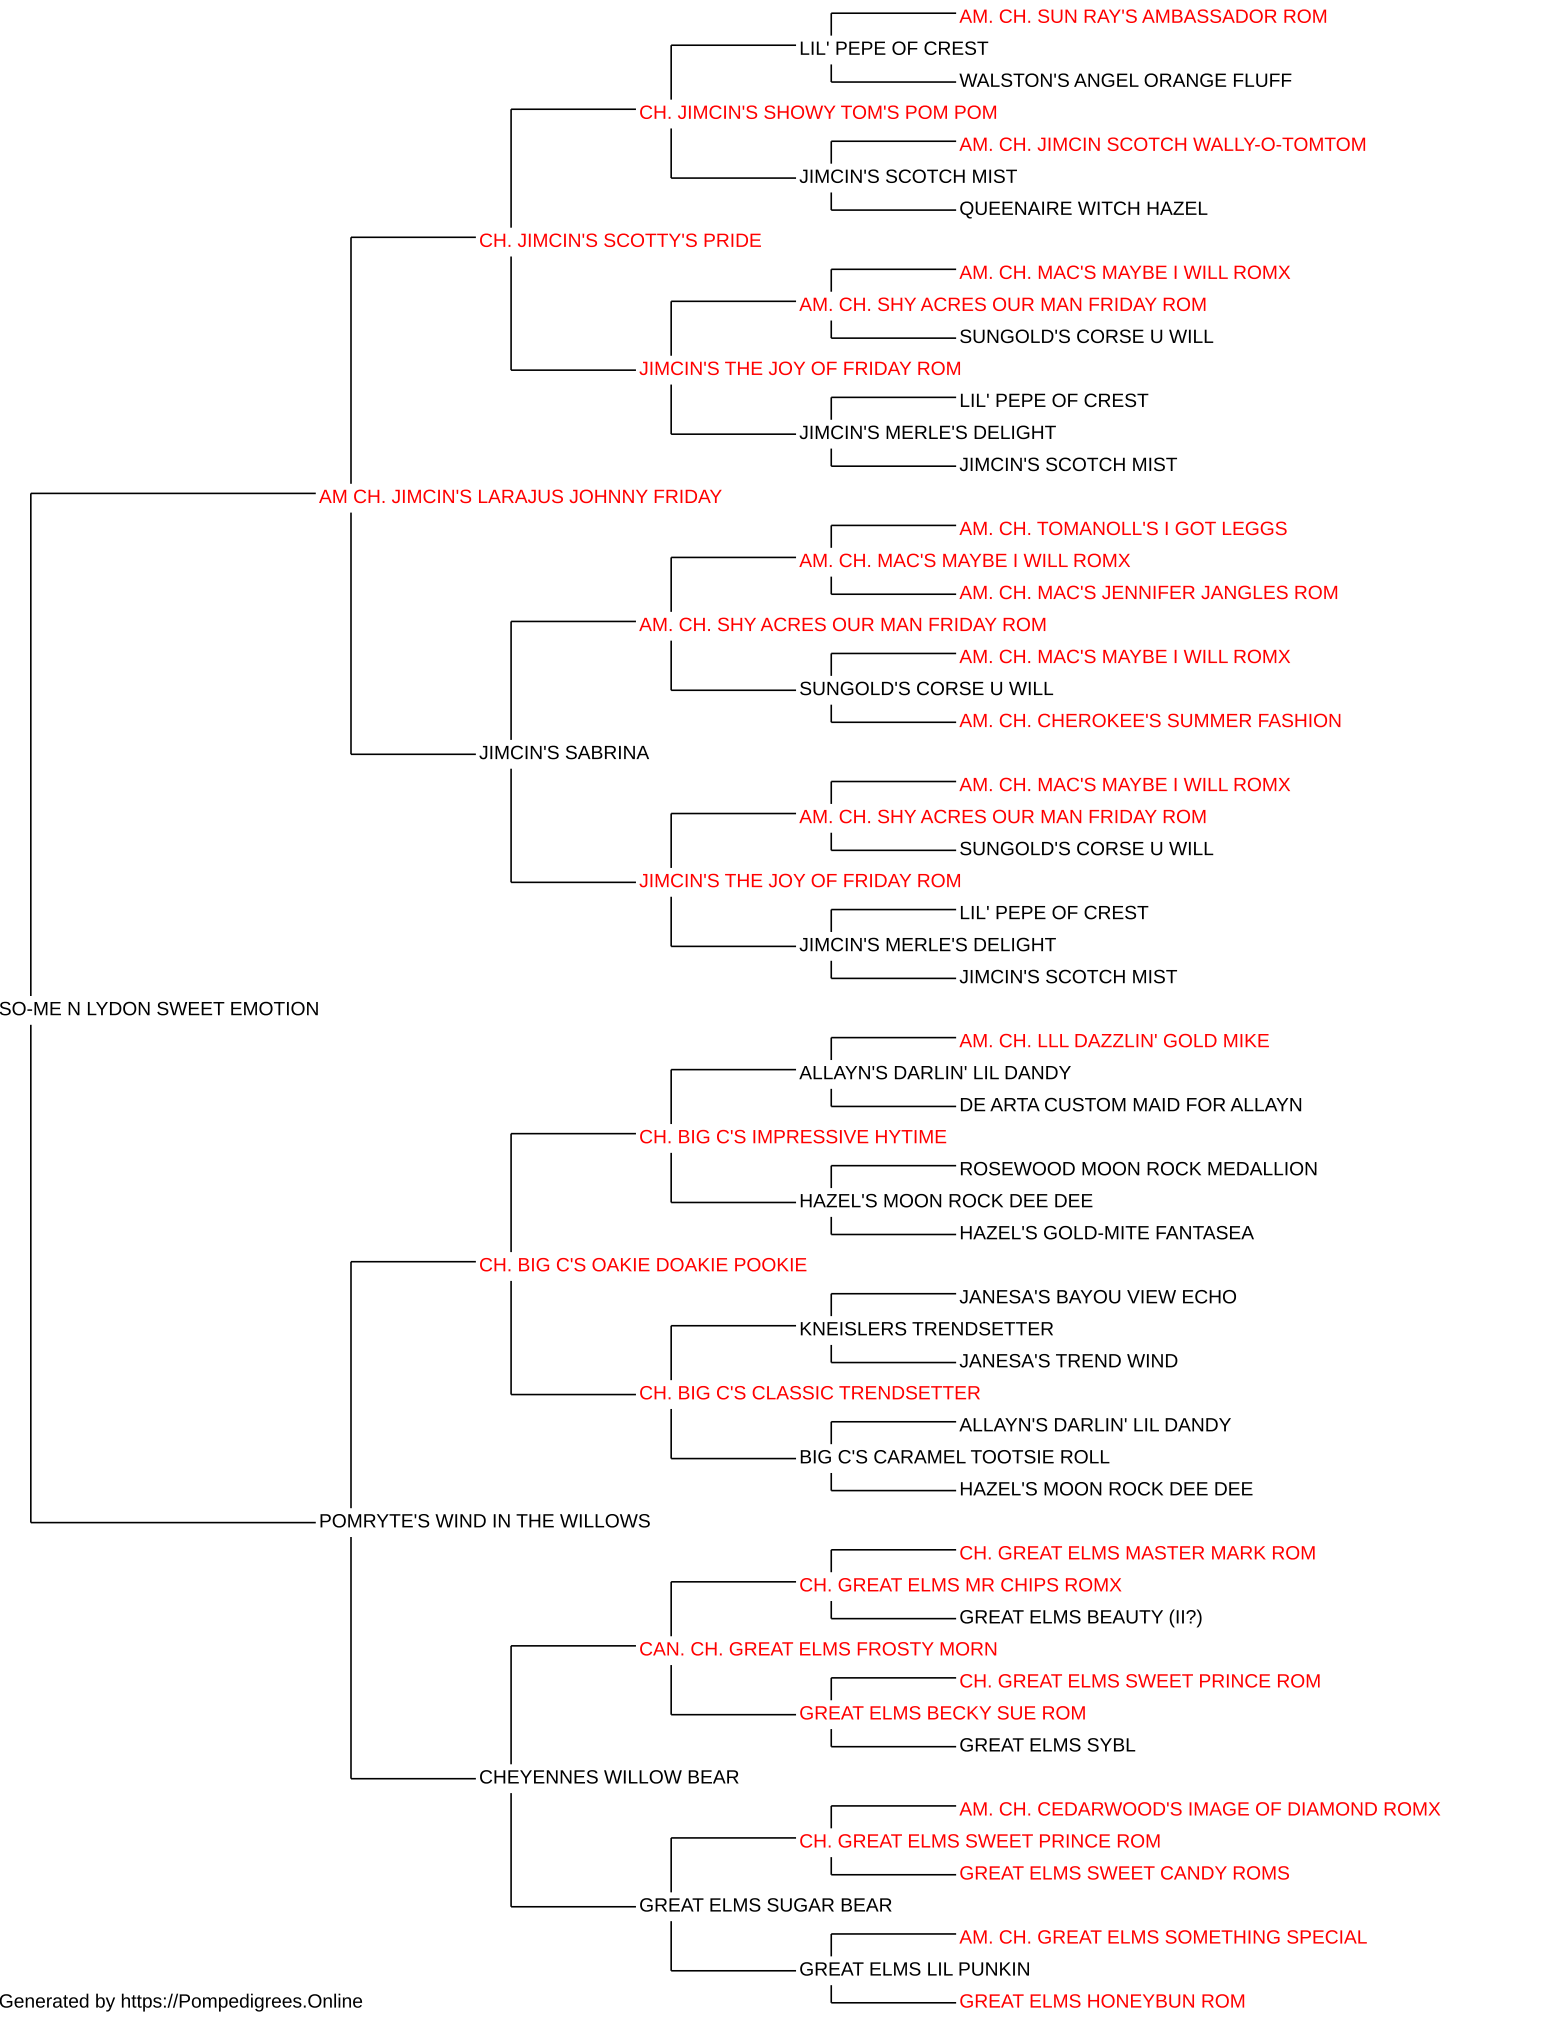 AM. CH. SUN RAY'S AMBASSADOR ROM
LIL' PEPE OF CREST
WALSTON'S ANGEL ORANGE FLUFF
CH. JIMCIN'S SHOWY TOM'S POM POM
AM. CH. JIMCIN SCOTCH WALLY-O-TOMTOM
JIMCIN'S SCOTCH MIST
QUEENAIRE WITCH HAZEL
CH. JIMCIN'S SCOTTY'S PRIDE
AM. CH. MAC'S MAYBE I WILL ROMX
AM. CH. SHY ACRES OUR MAN FRIDAY ROM
SUNGOLD'S CORSE U WILL
JIMCIN'S THE JOY OF FRIDAY ROM
LIL' PEPE OF CREST
JIMCIN'S MERLE'S DELIGHT
JIMCIN'S SCOTCH MIST
AM CH. JIMCIN'S LARAJUS JOHNNY FRIDAY
AM. CH. TOMANOLL'S I GOT LEGGS
AM. CH. MAC'S MAYBE I WILL ROMX
AM. CH. MAC'S JENNIFER JANGLES ROM
AM. CH. SHY ACRES OUR MAN FRIDAY ROM
AM. CH. MAC'S MAYBE I WILL ROMX
SUNGOLD'S CORSE U WILL
AM. CH. CHEROKEE'S SUMMER FASHION
JIMCIN'S SABRINA
AM. CH. MAC'S MAYBE I WILL ROMX
AM. CH. SHY ACRES OUR MAN FRIDAY ROM
SUNGOLD'S CORSE U WILL
JIMCIN'S THE JOY OF FRIDAY ROM
LIL' PEPE OF CREST
JIMCIN'S MERLE'S DELIGHT
JIMCIN'S SCOTCH MIST
SO-ME N LYDON SWEET EMOTION
AM. CH. LLL DAZZLIN' GOLD MIKE
ALLAYN'S DARLIN' LIL DANDY
DE ARTA CUSTOM MAID FOR ALLAYN
CH. BIG C'S IMPRESSIVE HYTIME
ROSEWOOD MOON ROCK MEDALLION
HAZEL'S MOON ROCK DEE DEE
HAZEL'S GOLD-MITE FANTASEA
CH. BIG C'S OAKIE DOAKIE POOKIE
JANESA'S BAYOU VIEW ECHO
KNEISLERS TRENDSETTER
JANESA'S TREND WIND
CH. BIG C'S CLASSIC TRENDSETTER
ALLAYN'S DARLIN' LIL DANDY
BIG C'S CARAMEL TOOTSIE ROLL
HAZEL'S MOON ROCK DEE DEE
POMRYTE'S WIND IN THE WILLOWS
CH. GREAT ELMS MASTER MARK ROM
CH. GREAT ELMS MR CHIPS ROMX
GREAT ELMS BEAUTY (II?)
CAN. CH. GREAT ELMS FROSTY MORN
CH. GREAT ELMS SWEET PRINCE ROM
GREAT ELMS BECKY SUE ROM
GREAT ELMS SYBL
CHEYENNES WILLOW BEAR
AM. CH. CEDARWOOD'S IMAGE OF DIAMOND ROMX
CH. GREAT ELMS SWEET PRINCE ROM
GREAT ELMS SWEET CANDY ROMS
GREAT ELMS SUGAR BEAR
AM. CH. GREAT ELMS SOMETHING SPECIAL
GREAT ELMS LIL PUNKIN
GREAT ELMS HONEYBUN ROM
Generated by https://Pompedigrees.Online